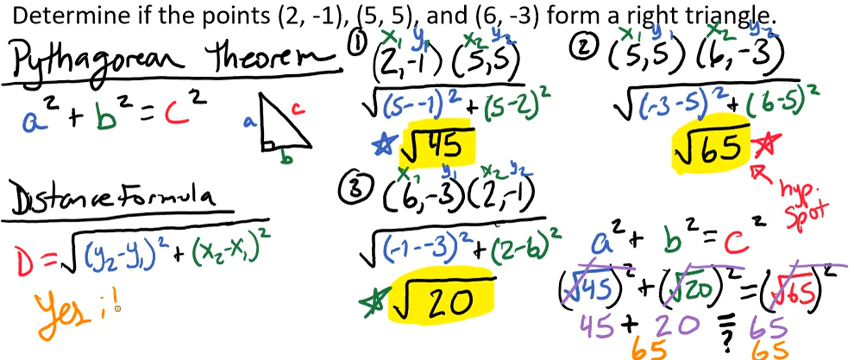 Determine if the points (2, -1), (5, 5), and (6, -3) form a right triangle.
Pythagorean Theorem
a² + b² = c²
a
c
b
Distance Formula
D = √(y₂-y₁)² + (x₂-x₁)²
Yes ;!
① x₁ y₁ x₂ y₂
(2,-1) (5,5)
√(5--1)² + (5-2)²
☆ √45
② x₁ y₁ x₂ y₂
(5,5) (6,-3)
√(-3-5)² + (6-5)²
√65 ☆
hyp.
spot
③ x₁ y₁ x₂ y₂
(6,-3)(2,-1)
√(-1--3)² + (2-6)²
☆ √20
a² + b² = c²
(√45)² + (√20)² = (√65)²
45 + 20 = 65
?
65 65